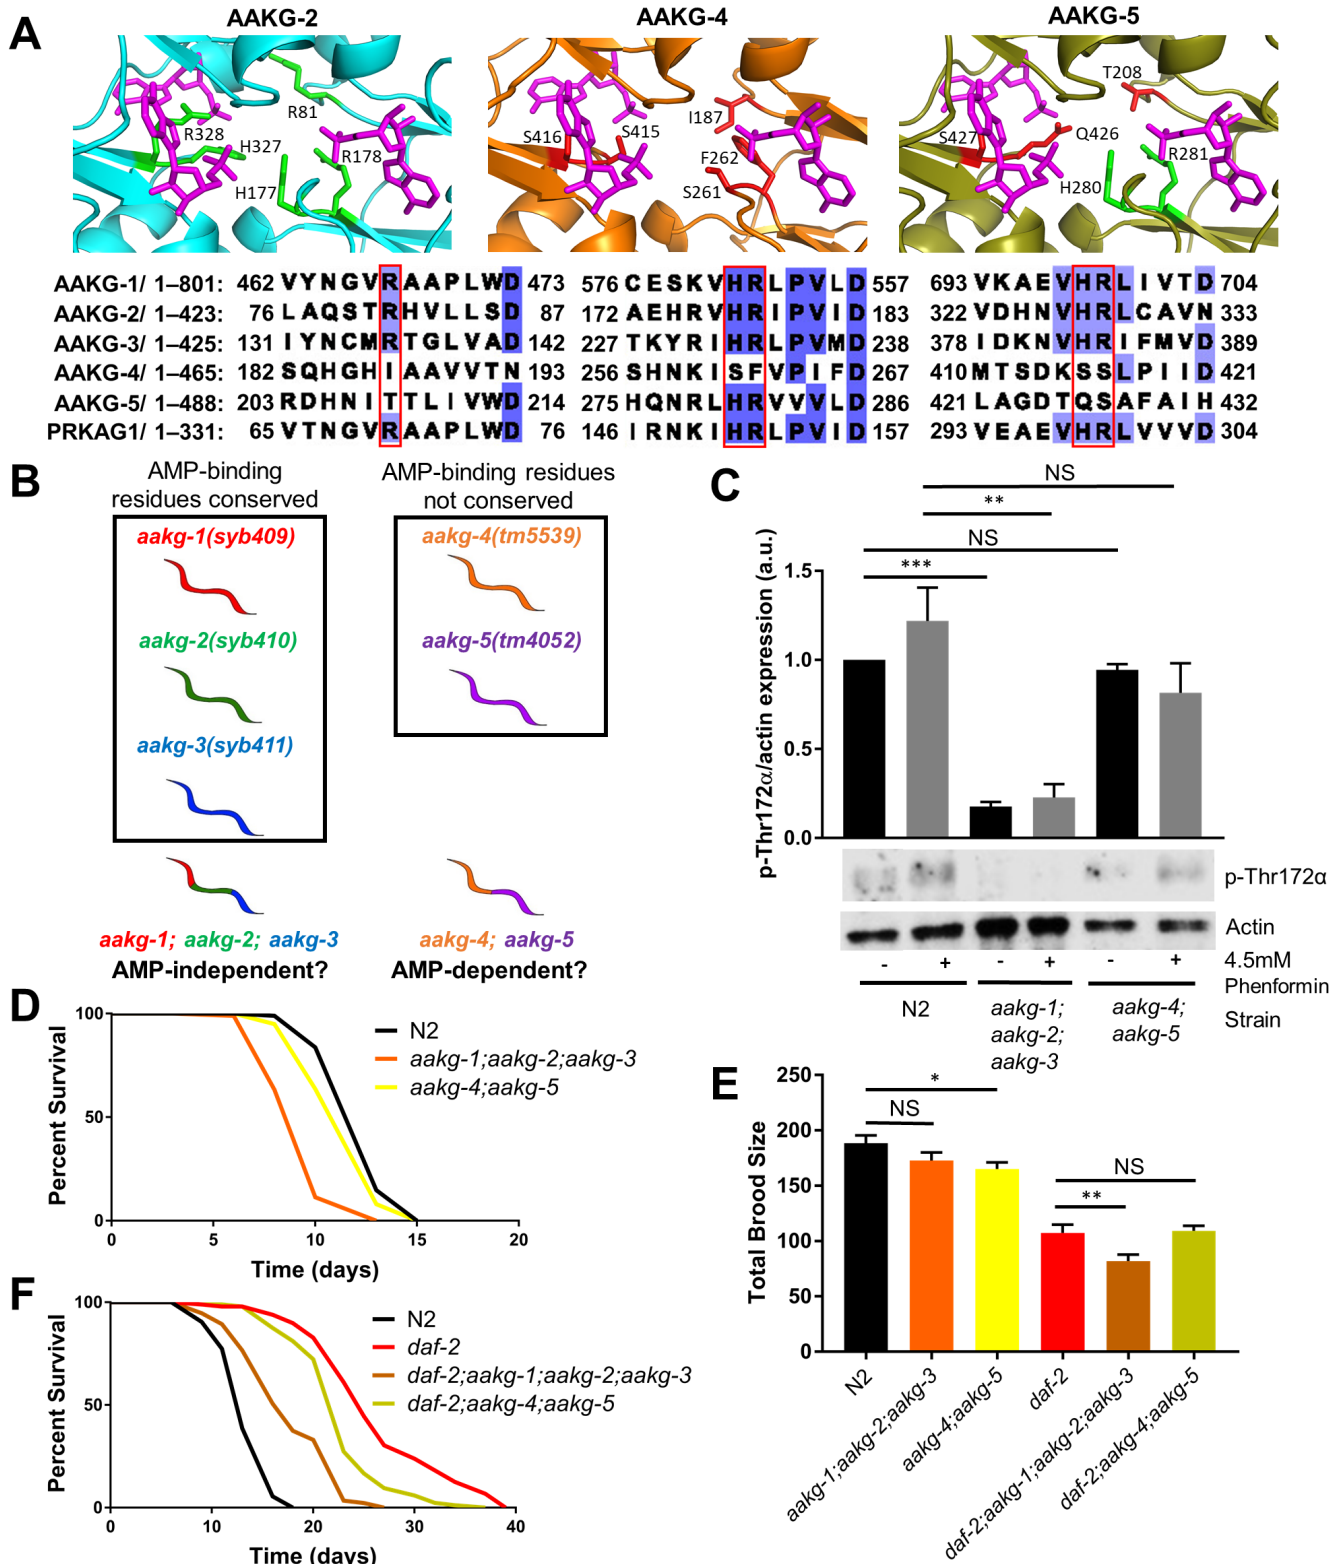 A
AAKG-2
AAKG-4
AAKG-5
R81
R328
H327
R178
H177
S416
S415
I187
F262
S261
T208
S427
Q426
R281
H280
AAKG-1/ 1–801: 462 VYNGVRAAPLWD 473 576 CESKVHRLPVLD 557 693 VKAEVHRLIVTD 704
AAKG-2/ 1–423: 76 LAQSTRHVLLSD 87 172 AEHRVHRIPVID 183 322 VDHNVHRLCAVN 333
AAKG-3/ 1–425: 131 IYNCMRTGLVAD 142 227 TKYRIHRLPVMD 238 378 IDKNVHRIFMVD 389
AAKG-4/ 1–465: 182 SQHGHIAAVVTN 193 256 SHNKISFVPIFD 267 410 MTSDKSSLPIID 421
AAKG-5/ 1–488: 203 RDHNITTLIVWD 214 275 HQNRLHRVVVLD 286 421 LAGDTQSAFAIH 432
PRKAG1/ 1–331: 65 VTNGVRAAPLWD 76 146 IRNKIHRLPVID 157 293 VEAEVHRLVVVD 304
B
AMP-binding
residues conserved
AMP-binding residues
not conserved
aakg-1(syb409)
aakg-4(tm5539)
aakg-2(syb410)
aakg-5(tm4052)
aakg-3(syb411)
aakg-1; aakg-2; aakg-3
AMP-independent?
aakg-4; aakg-5
AMP-dependent?
C
NS
**
NS
***
p-Thr172α/actin expression (a.u.)
1.5
1.0
0.5
0.0
p-Thr172α
Actin
- + - + - +
4.5mM
Phenformin
N2
aakg-1;
aakg-2;
aakg-3
aakg-4;
aakg-5
Strain
D
Percent Survival
100
50
0
0 5 10 15 20
Time (days)
N2
aakg-1;aakg-2;aakg-3
aakg-4;aakg-5
E
Total Brood Size
250
200
150
100
50
0
*
NS
NS
**
N2
aakg-1;aakg-2;aakg-3
aakg-4;aakg-5
daf-2
daf-2;aakg-1;aakg-2;aakg-3
daf-2;aakg-4;aakg-5
F
Percent Survival
100
50
0
0 10 20 30 40
Time (days)
N2
daf-2
daf-2;aakg-1;aakg-2;aakg-3
daf-2;aakg-4;aakg-5